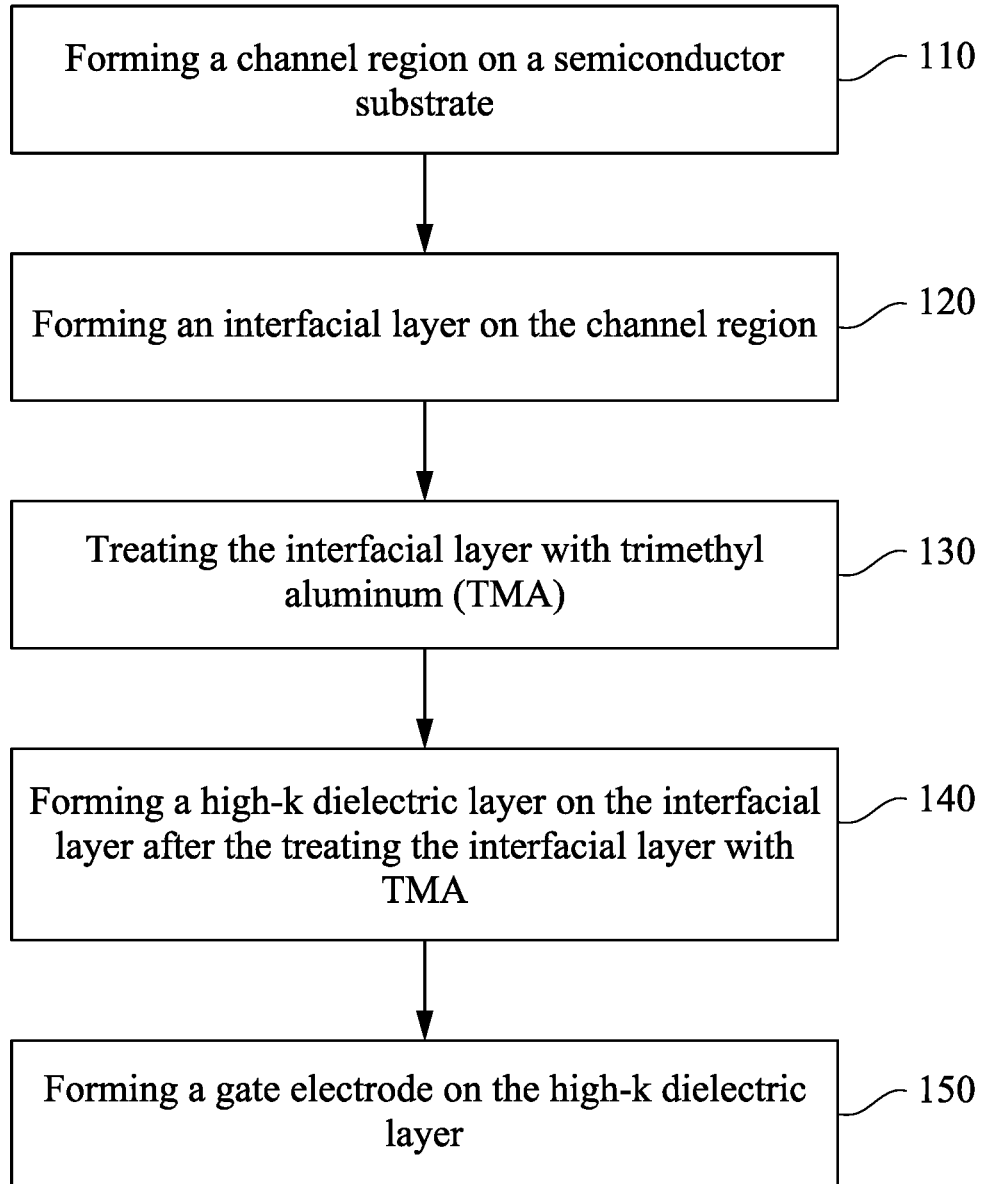 Forming a channel region on a semiconductor
substrate
110
Forming an interfacial layer on the channel region
120
Treating the interfacial layer with trimethyl
aluminum (TMA)
130
Forming a high-k dielectric layer on the interfacial
layer after the treating the interfacial layer with
TMA
140
Forming a gate electrode on the high-k dielectric
layer
150